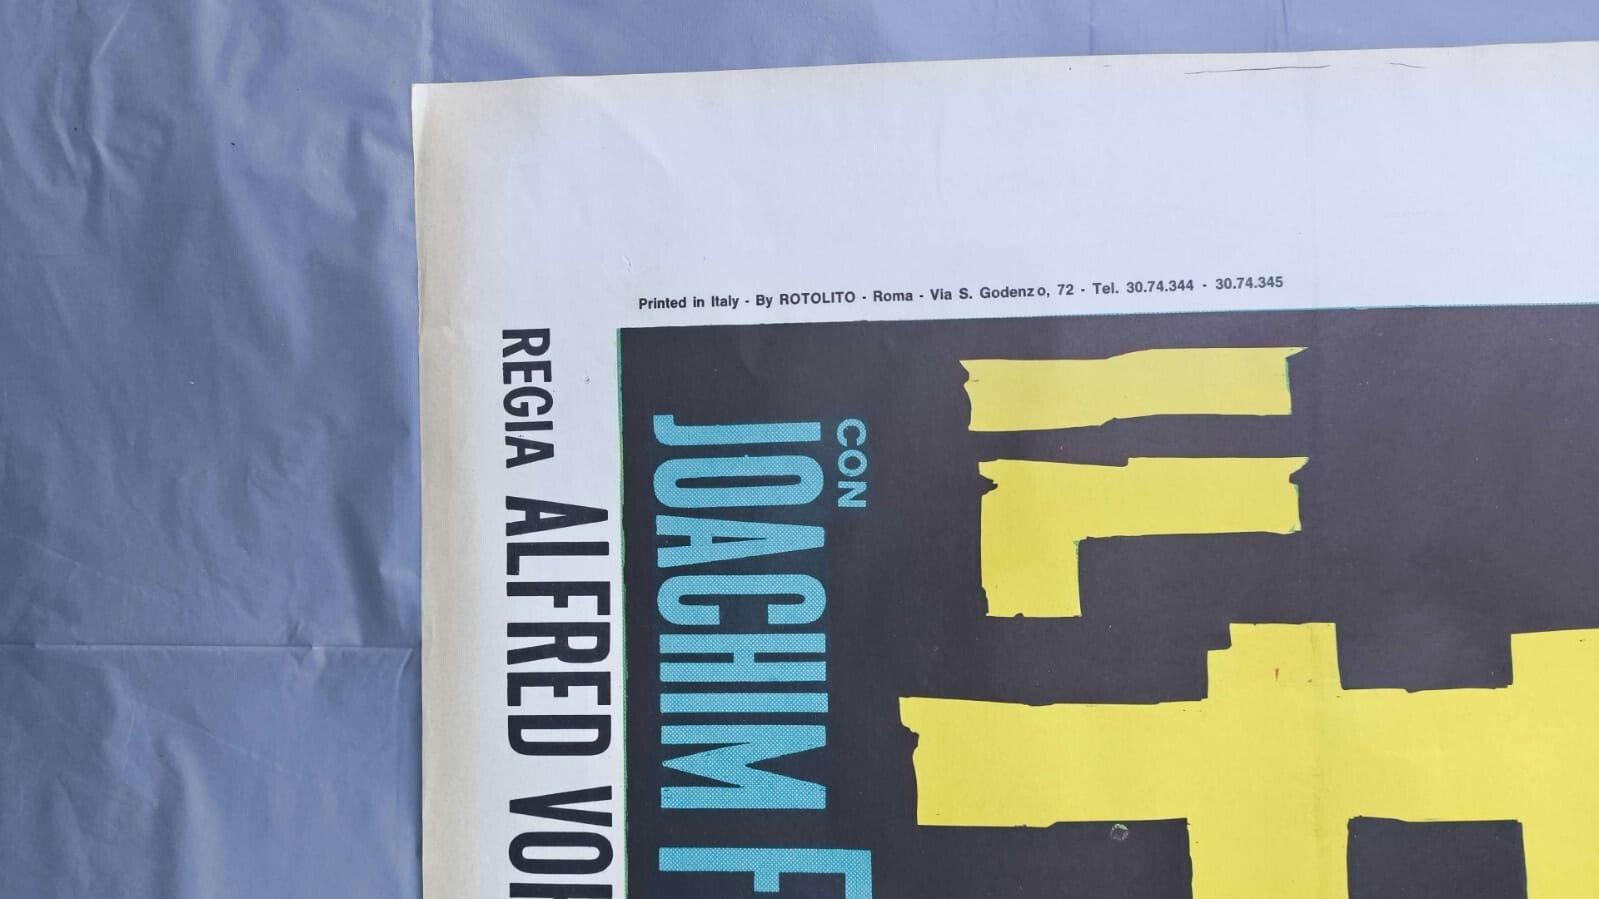 Printed in Italy - By ROTOLITO - Roma - Via S. Godenzo, 72 - Tel. 30.74.344 - 30.74.345
CON
JOACHIM
REGIA ALFRED
IL